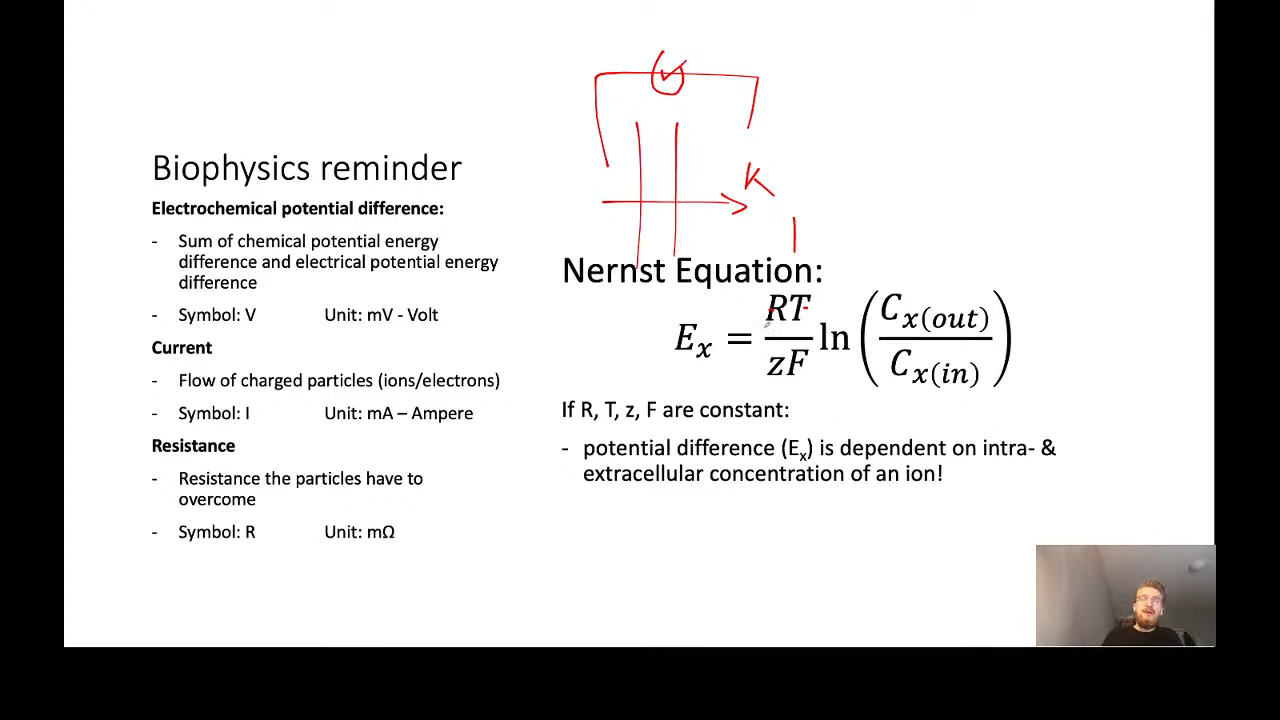 Biophysics reminder
Electrochemical potential difference:
- Sum of chemical potential energy
difference and electrical potential energy
difference
- Symbol: V Unit: mV - Volt
Current
- Flow of charged particles (ions/electrons)
- Symbol: I Unit: mA – Ampere
Resistance
- Resistance the particles have to
overcome
- Symbol: R Unit: mΩ
V
K
Nernst Equation:
E_x = RT/zF ln (C_x(out)/C_x(in))
If R, T, z, F are constant:
- potential difference (E_x) is dependent on intra- &
extracellular concentration of an ion!